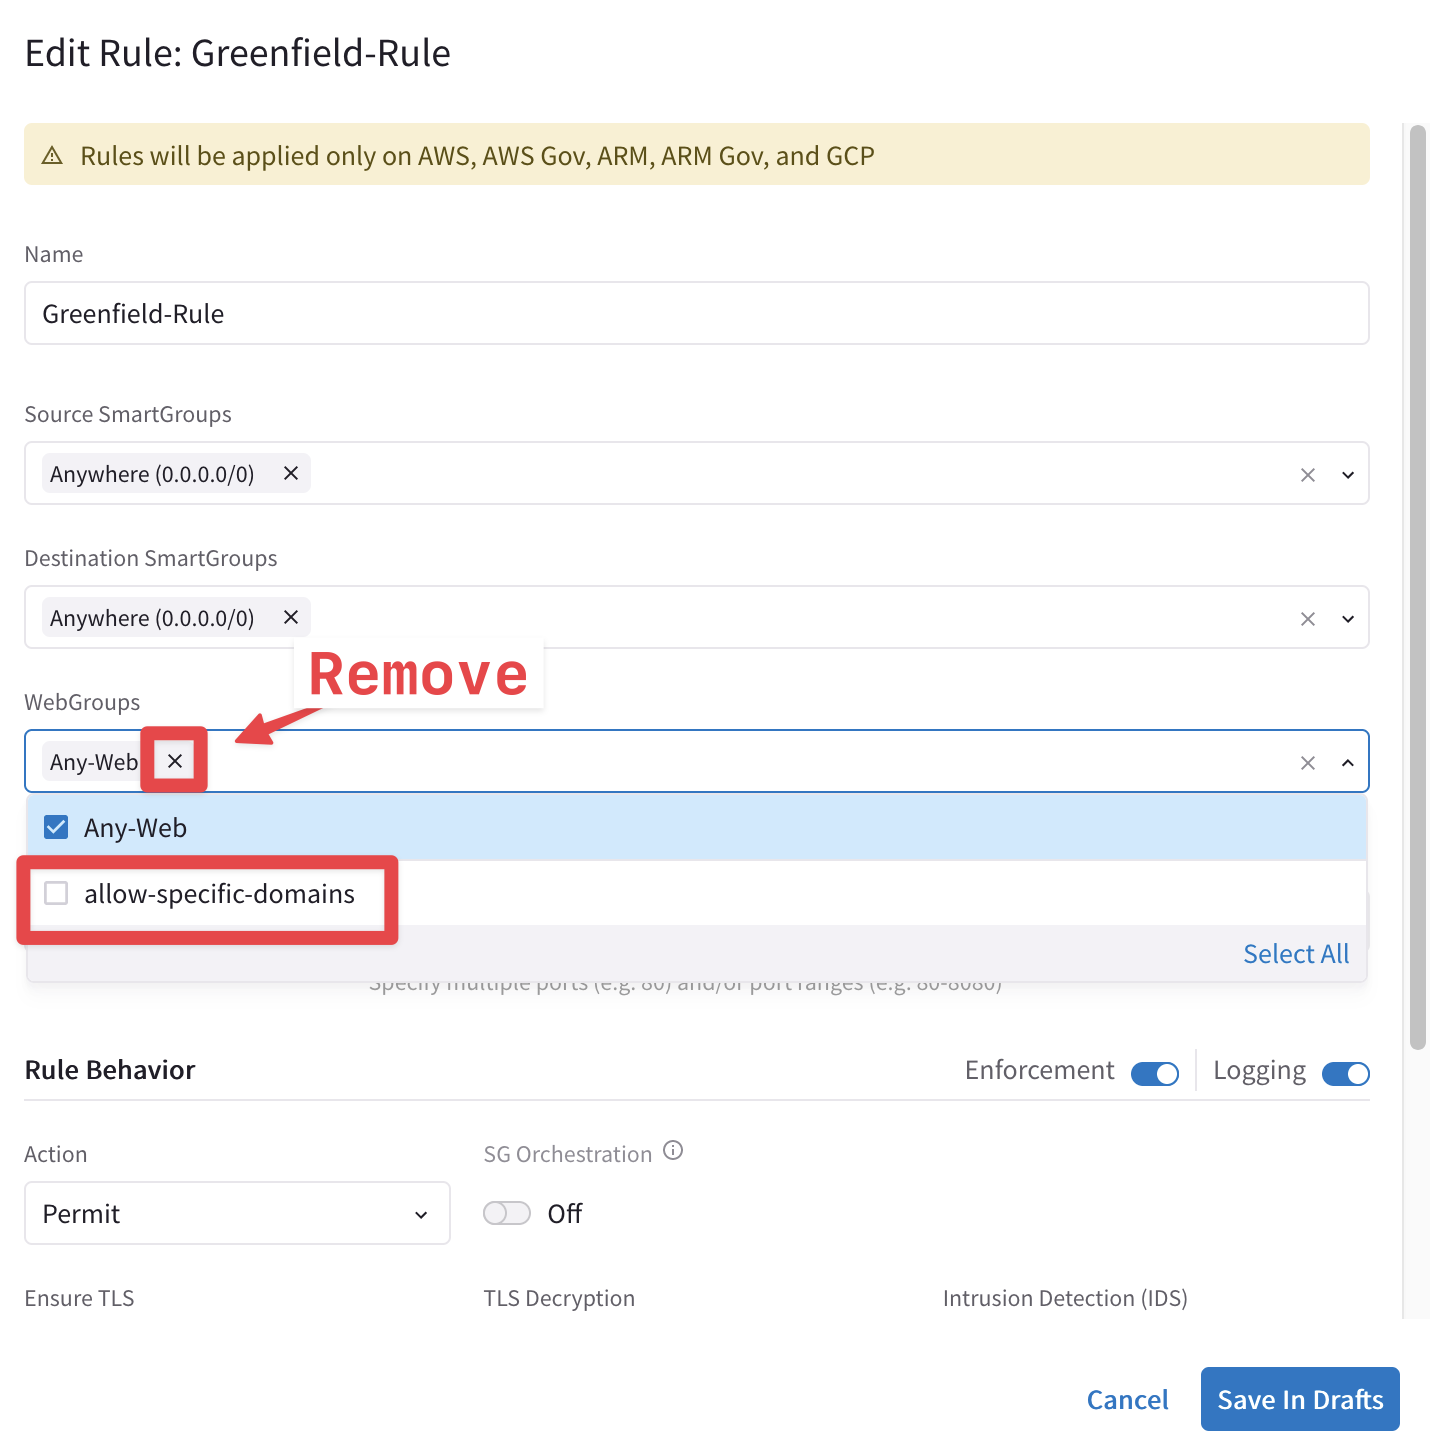 Edit Rule: Greenfield-Rule
Rules will be applied only on AWS, AWS Gov, ARM, ARM Gov, and GCP
Name
Greenfield-Rule
Source SmartGroups
Anywhere (0.0.0.0/0)
Destination SmartGroups
Anywhere (0.0.0.0/0)
Remove
WebGroups
Any-Web
Any-Web
allow-specific-domains
Select All
Specify multiple ports (e.g. 80) and/or port ranges (e.g. 80-8080)
Rule Behavior
Enforcement
Logging
Action
SG Orchestration
Permit
Off
Ensure TLS
TLS Decryption
Intrusion Detection (IDS)
Cancel
Save In Drafts